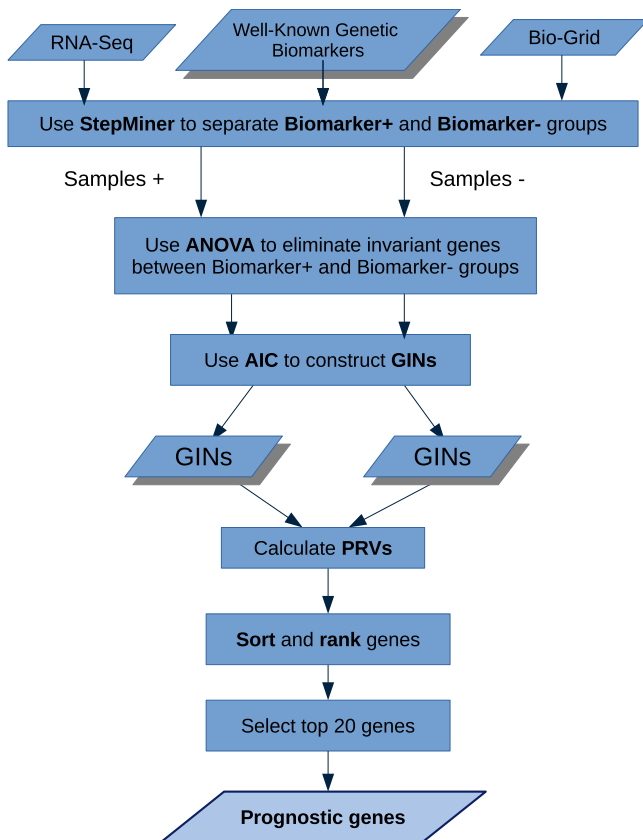 RNA-Seq
Well-Known Genetic
Biomarkers
Bio-Grid
Use StepMiner to separate Biomarker+ and Biomarker- groups
Samples +
Samples -
Use ANOVA to eliminate invariant genes
between Biomarker+ and Biomarker- groups
Use AIC to construct GINs
GINs
GINs
Calculate PRVs
Sort and rank genes
Select top 20 genes
Prognostic genes